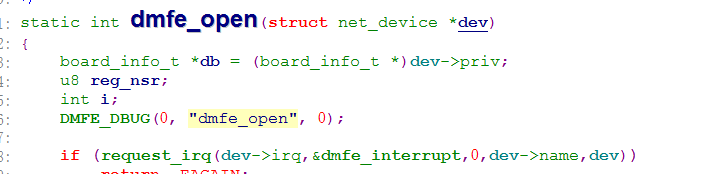 static int dmfe_open(struct net_device *dev)
{
board_info_t *db = (board_info_t *)dev->priv;
u8 reg_nsr;
int i;
DMFE_DBUG(0, "dmfe_open", 0);
if (request_irq(dev->irq,&dmfe_interrupt,0,dev->name,dev))